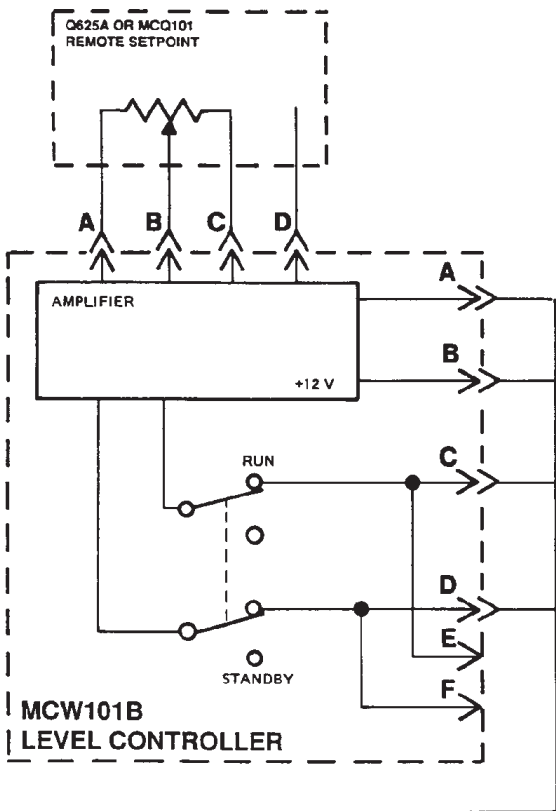 Q625A OR MCQ101
REMOTE SETPOINT
A B C D
A
AMPLIFIER
B
+12 V
C
RUN
D
E
STANDBY
F
MCW101B
LEVEL CONTROLLER